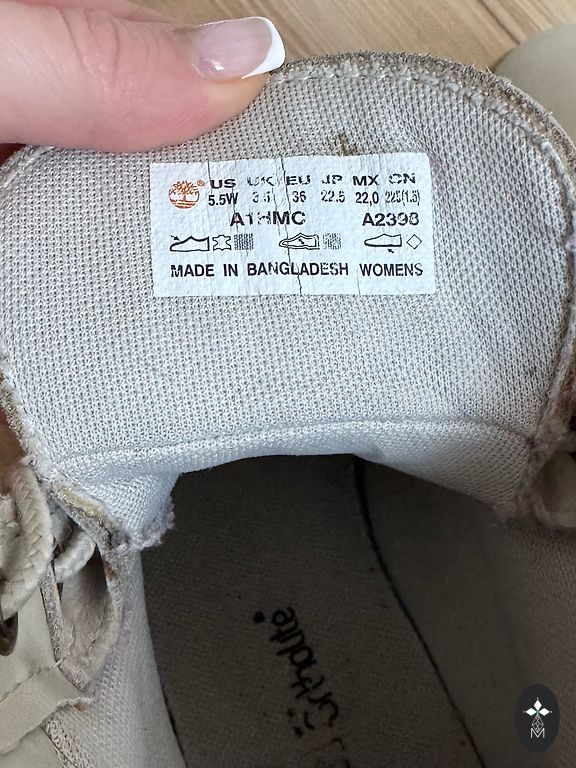 US UK EU JP MX CN
5.5W 3.5 36 22.5 22,0 225(1.5)
A1HMC A2398
MADE IN BANGLADESH WOMENS
Ortholite
M